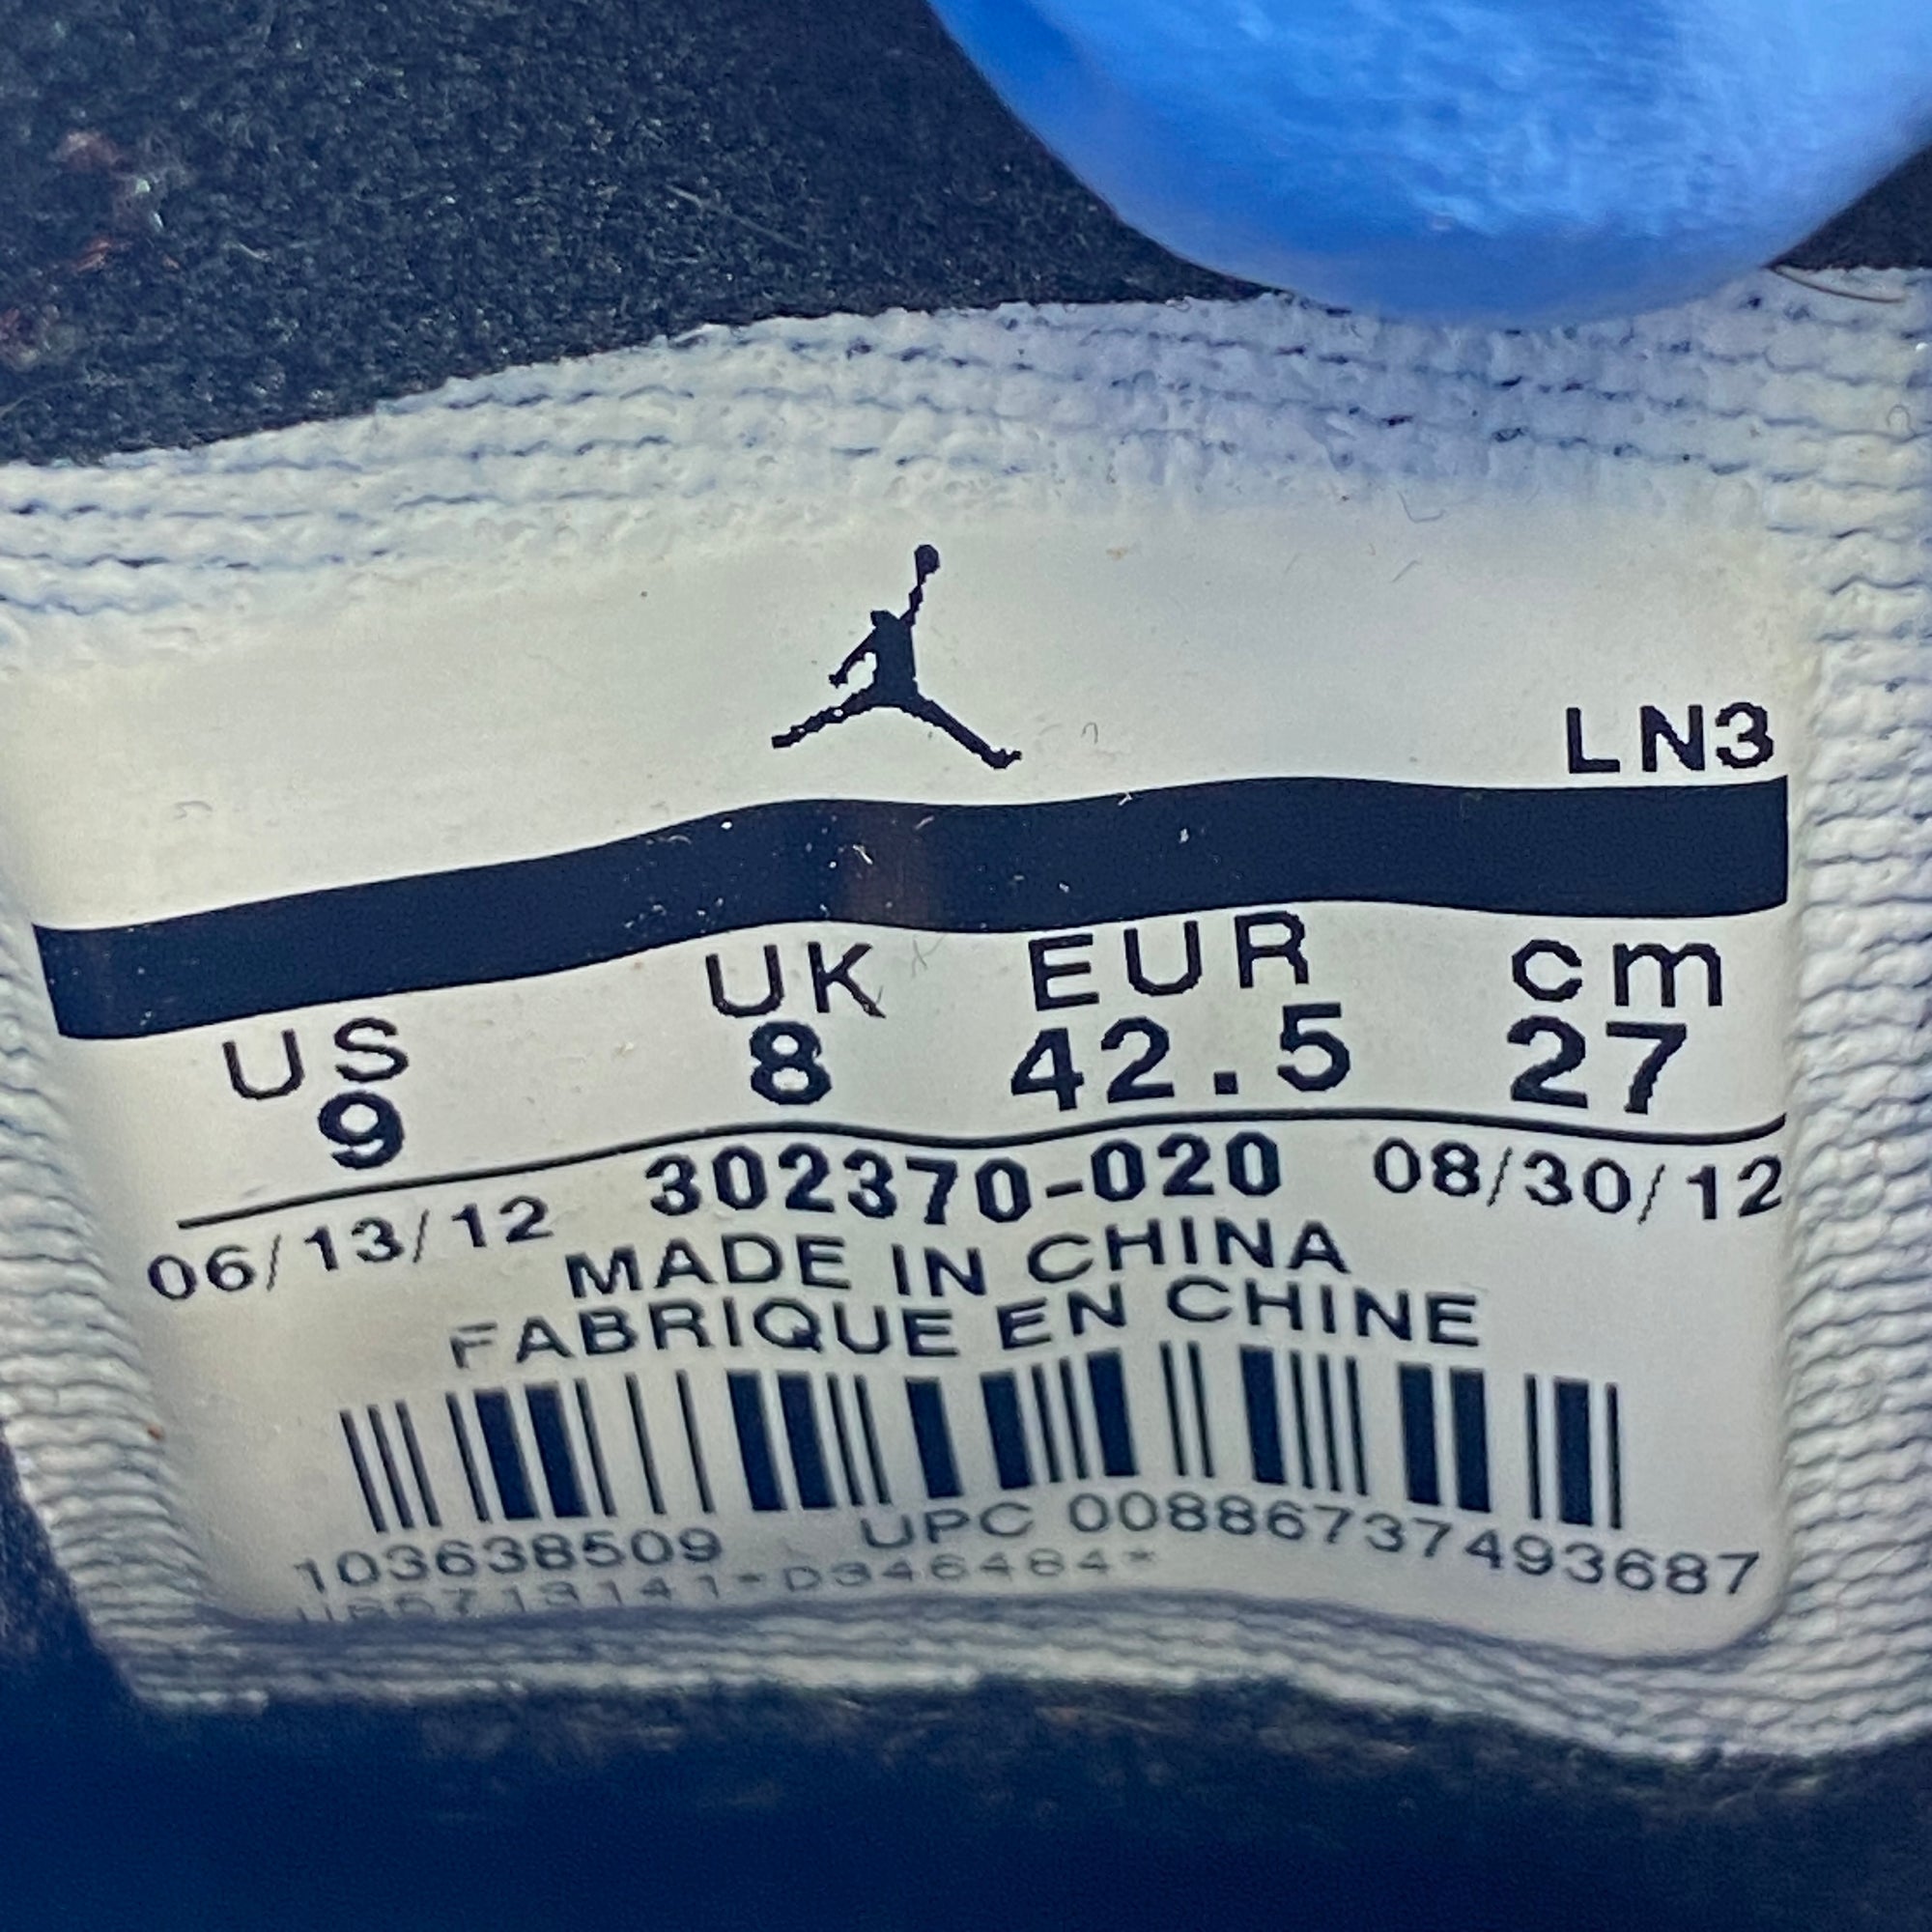 LN3
US UK EUR cm
9 8 42.5 27
06/13/12 302370-020 08/30/12
MADE IN CHINA
FABRIQUE EN CHINE
103638509 UPC 00886737493687